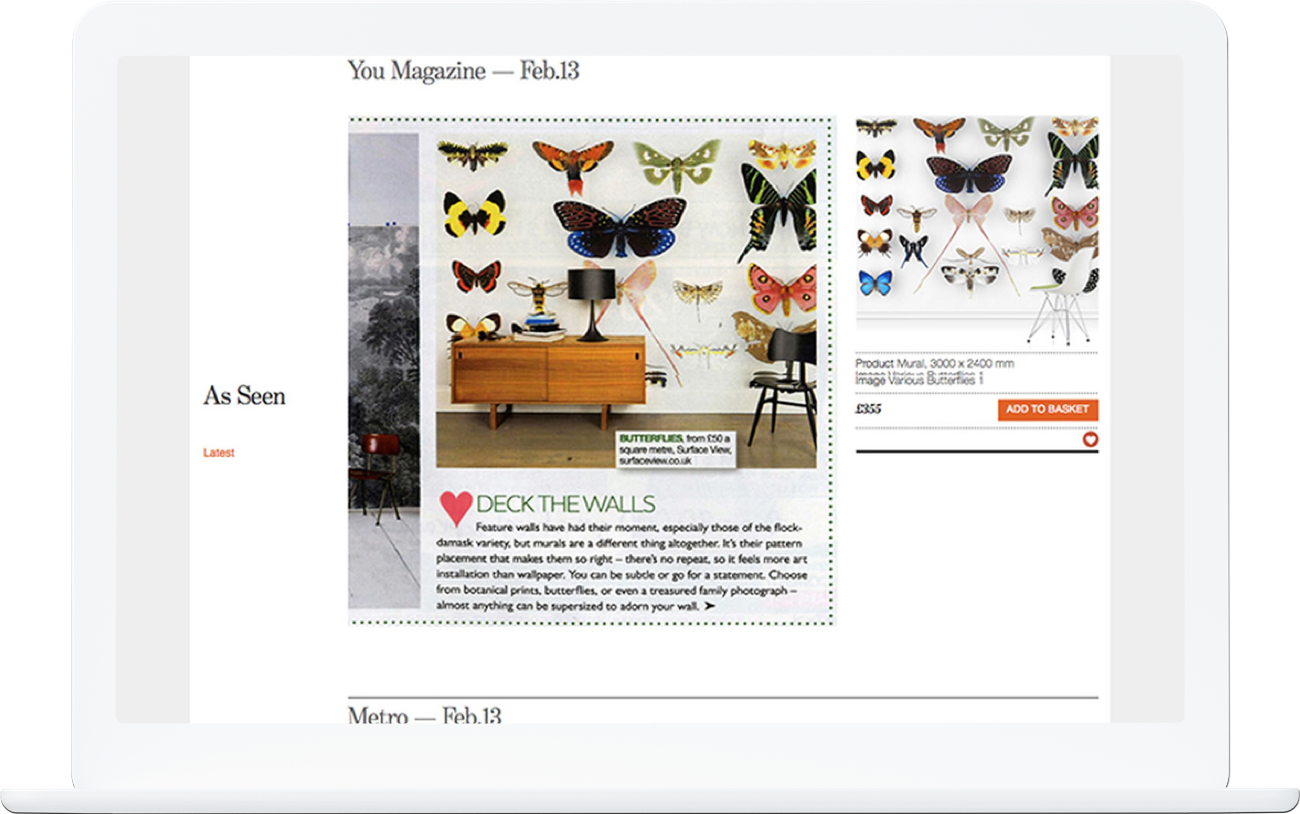 You Magazine — Feb.13
As Seen
Latest
BUTTERFLIES, from £50 a
square metre, Surface View,
surfaceview.co.uk
DECK THE WALLS
Feature walls have had their moment, especially those of the flock-
damask variety, but murals are a different thing altogether. It's their pattern
placement that makes them so right – there's no repeat, so it feels more art
installation than wallpaper. You can be subtle or go for a statement. Choose
from botanical prints, butterflies, or even a treasured family photograph –
almost anything can be supersized to adorn your wall. ➤
Product Mural, 3000 x 2400 mm
Image Various Butterflies 1
£355
ADD TO BASKET
Metro — Feb.13